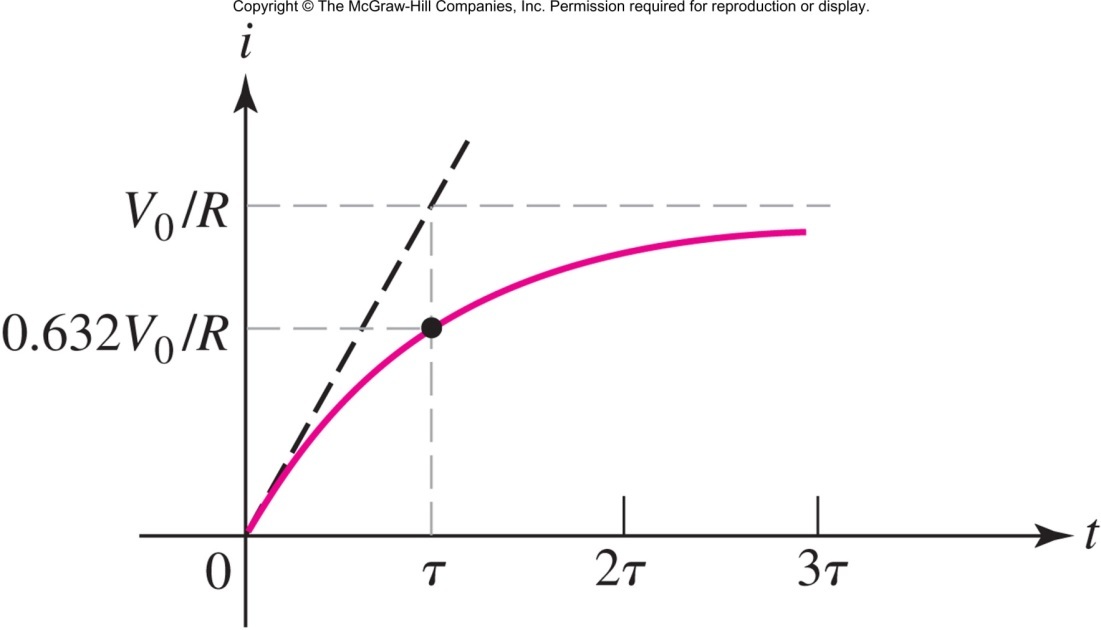 Copyright © The McGraw-Hill Companies, Inc. Permission required for reproduction or display.
i
V₀/R
0.632V₀/R
t
0 τ 2τ 3τ